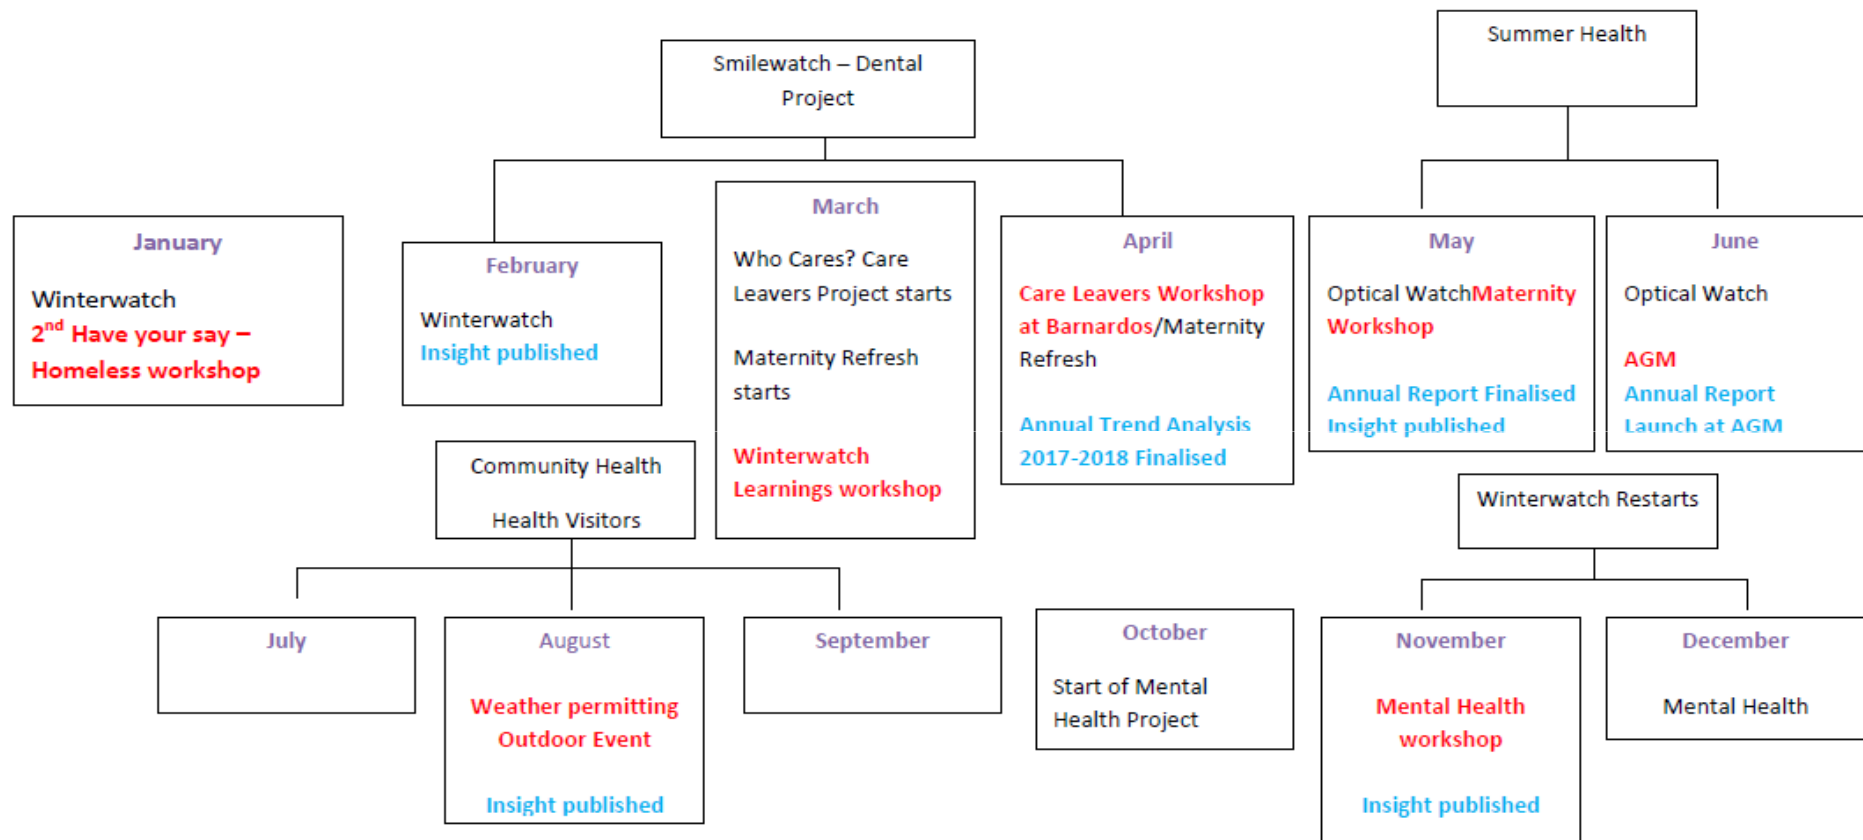 Smilewatch – Dental
Project
Summer Health
January
Winterwatch
2nd Have your say –
Homeless workshop
February
Winterwatch
Insight published
March
Who Cares? Care
Leavers Project starts
Maternity Refresh
starts
Winterwatch
Learnings workshop
April
Care Leavers Workshop
at Barnardos/Maternity
Refresh
Annual Trend Analysis
2017-2018 Finalised
May
Optical WatchMaternity
Workshop
Annual Report Finalised
Insight published
June
Optical Watch
AGM
Annual Report
Launch at AGM
Community Health
Health Visitors
Winterwatch Restarts
July
August
Weather permitting
Outdoor Event
Insight published
September
October
Start of Mental
Health Project
November
Mental Health
workshop
Insight published
December
Mental Health